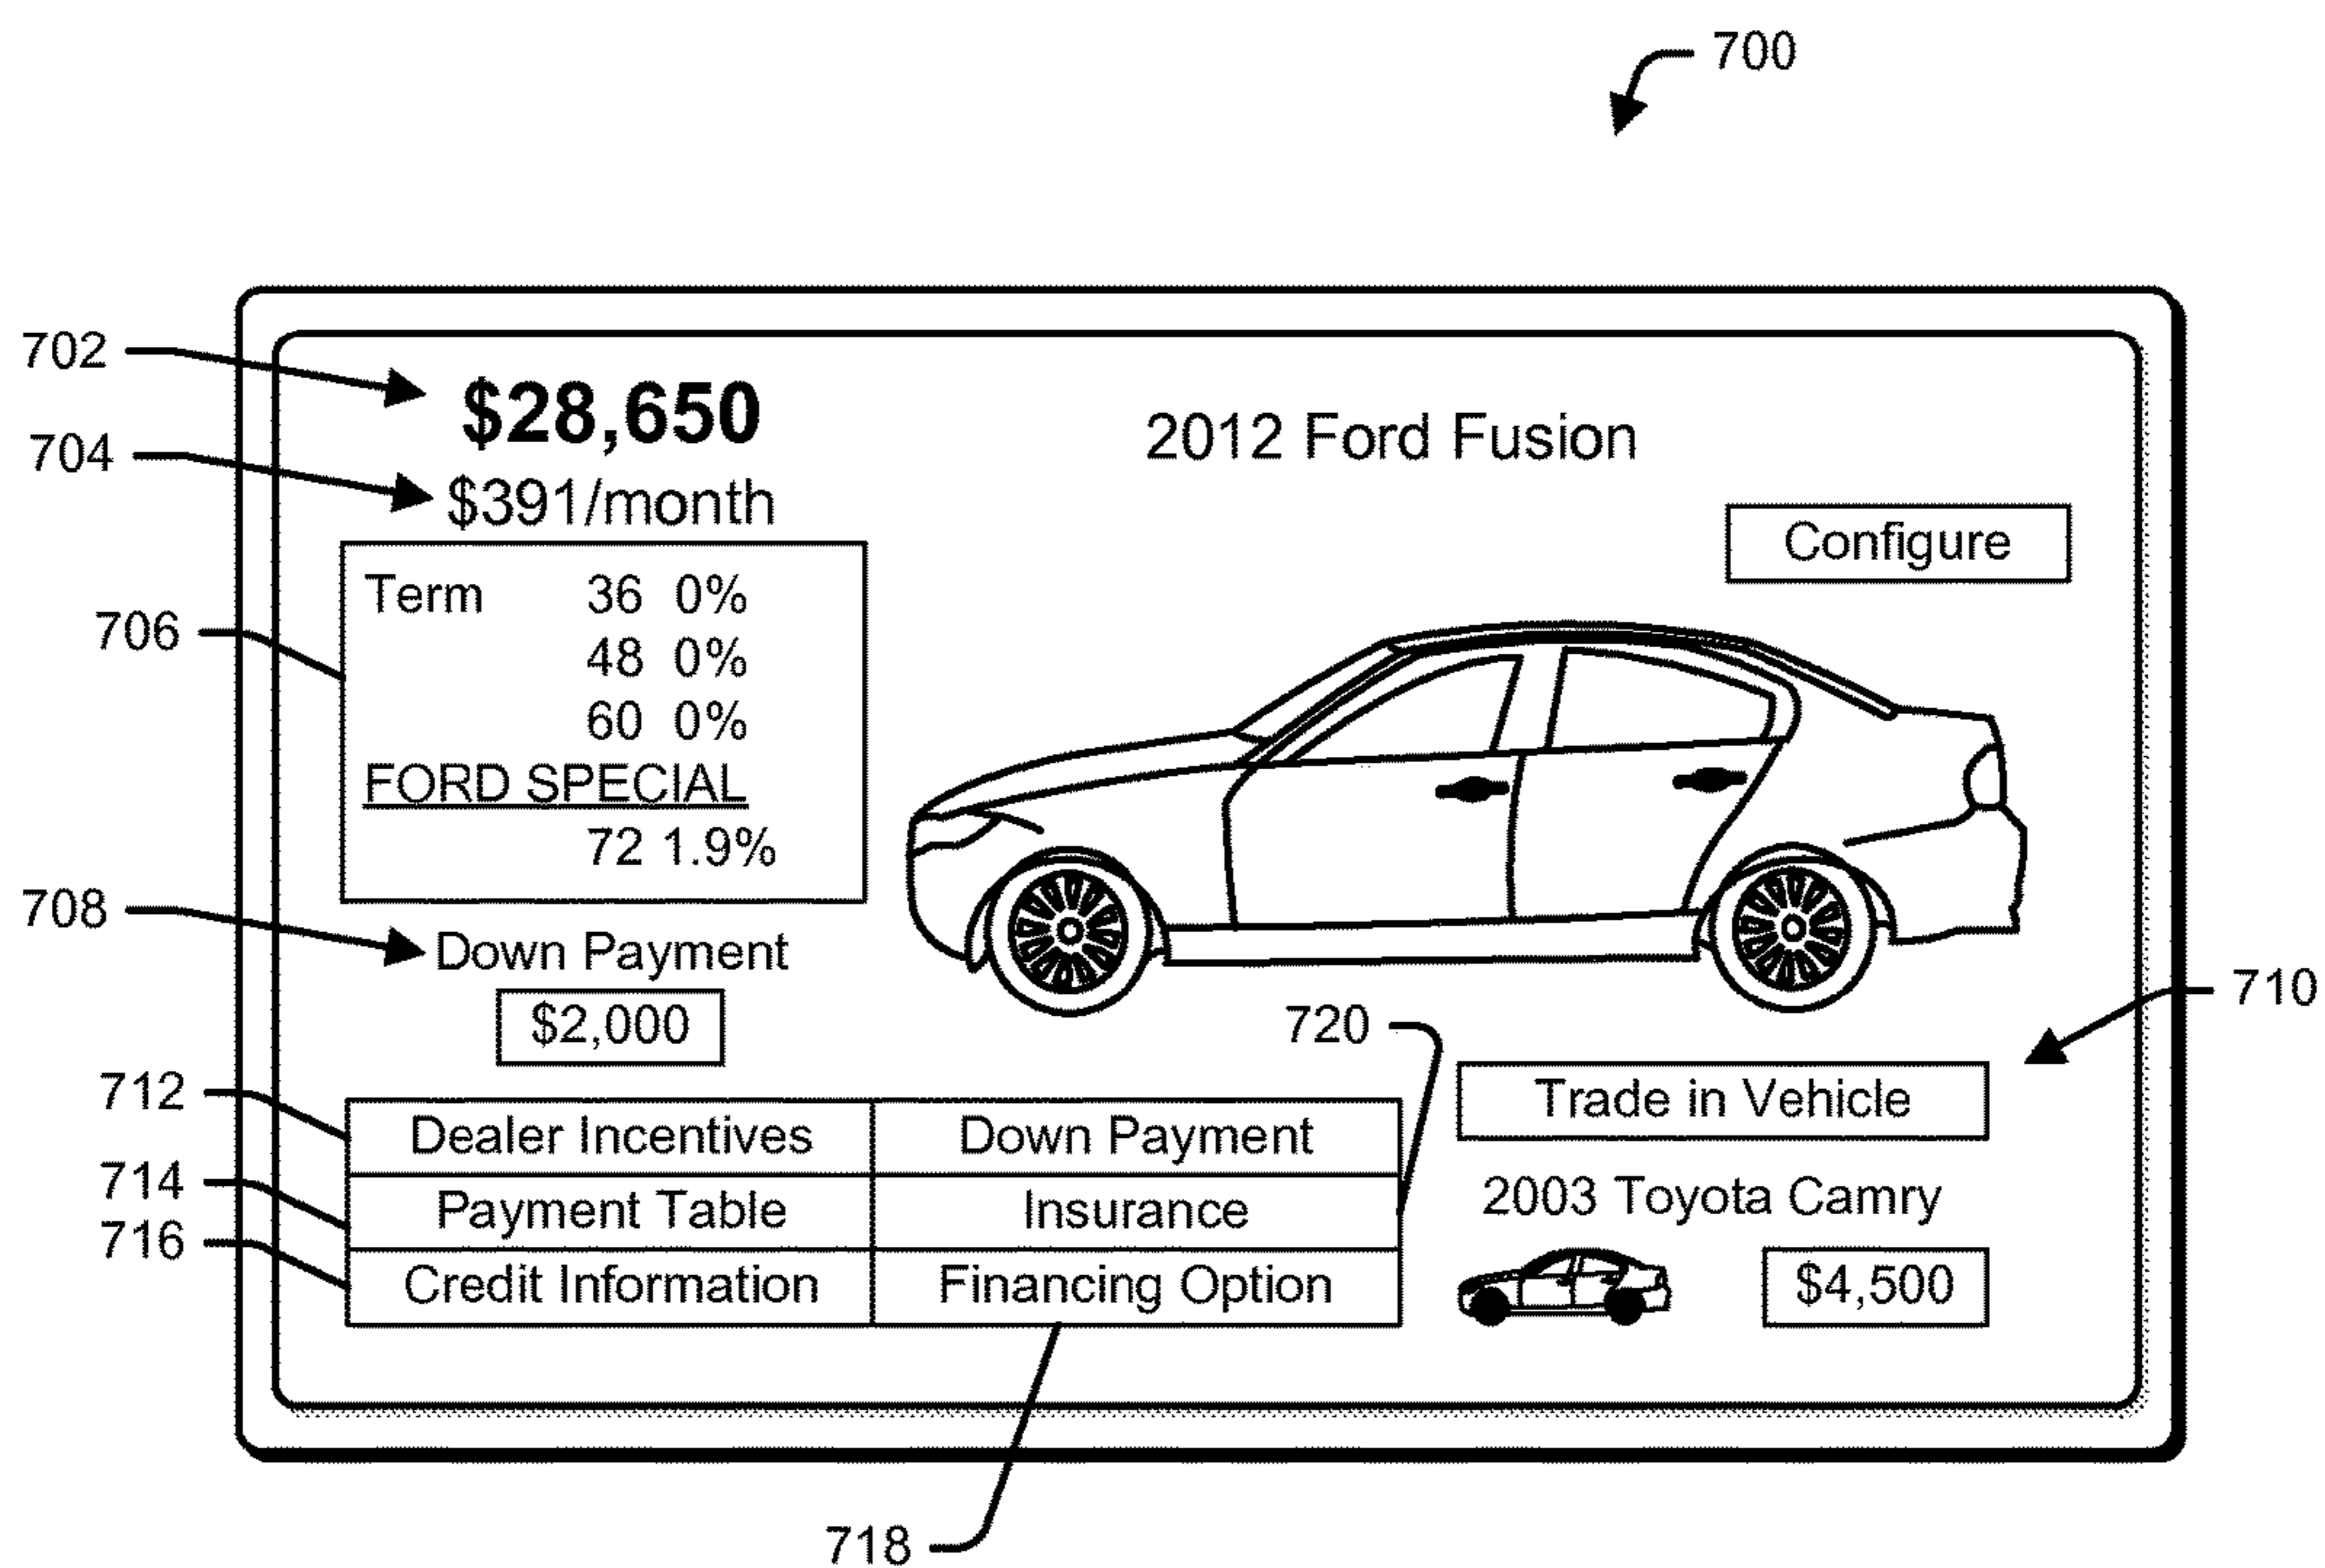 700
702
$28,650
2012 Ford Fusion
704
$391/month
Configure
706
Term 36 0%
48 0%
60 0%
FORD SPECIAL
72 1.9%
708
Down Payment
$2,000
720
710
Trade in Vehicle
712
Dealer Incentives Down Payment
714
Payment Table Insurance
2003 Toyota Camry
716
Credit Information Financing Option
$4,500
718